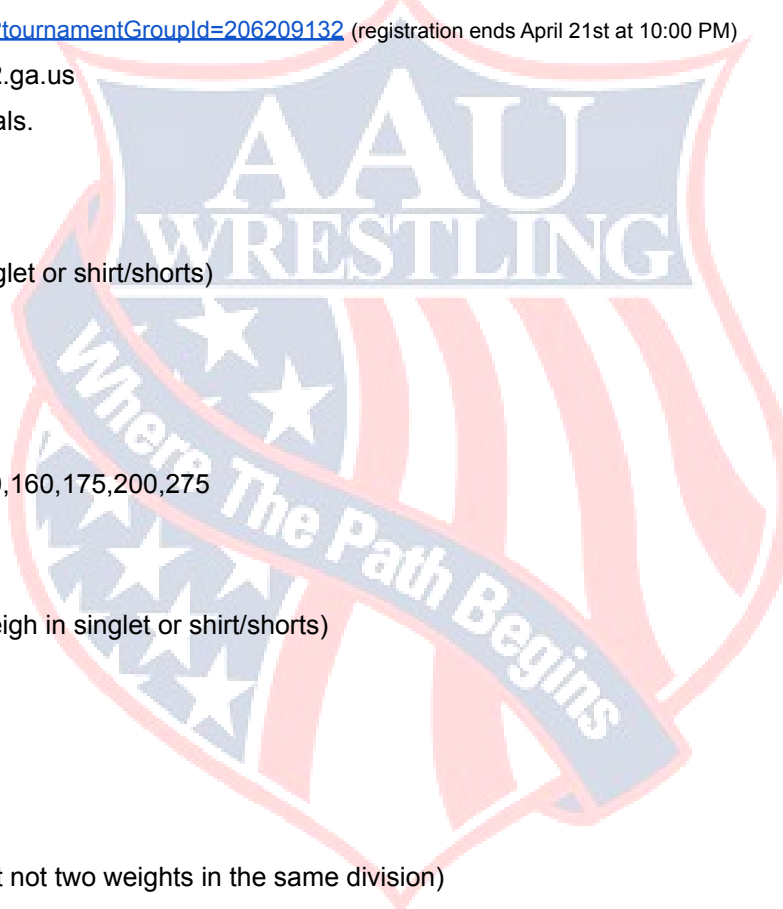 ?tournamentGroupId=206209132 (registration ends April 21st at 10:00 PM)
.ga.us
als.
AAU
WRESTLING
glet or shirt/shorts)
Where The Path Begins
,160,175,200,275
eigh in singlet or shirt/shorts)
t not two weights in the same division)